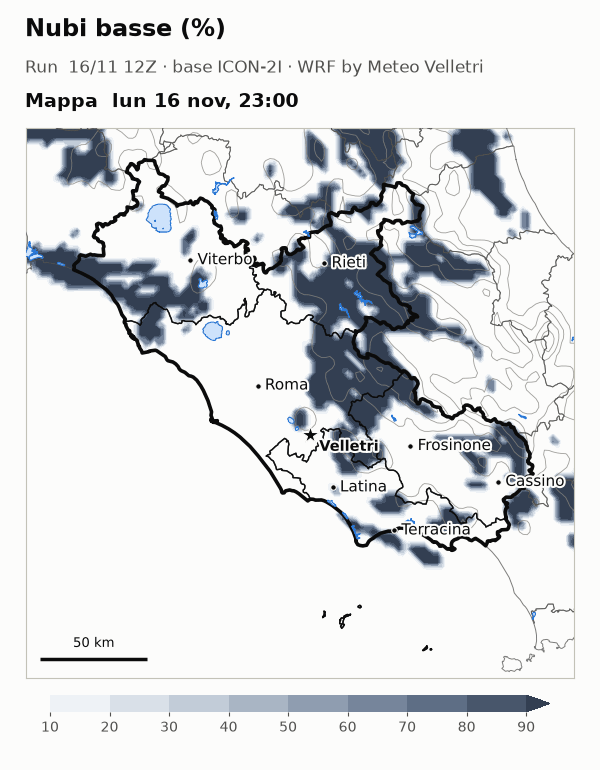 Nubi basse (%)
Run  16/11 12Z · base ICON-2I · WRF by Meteo Velletri
Mappa  lun 16 nov, 23:00
Viterbo
Rieti
Roma
Velletri
Frosinone
Latina
Cassino
Terracina
50 km
10 20 30 40 50 60 70 80 90